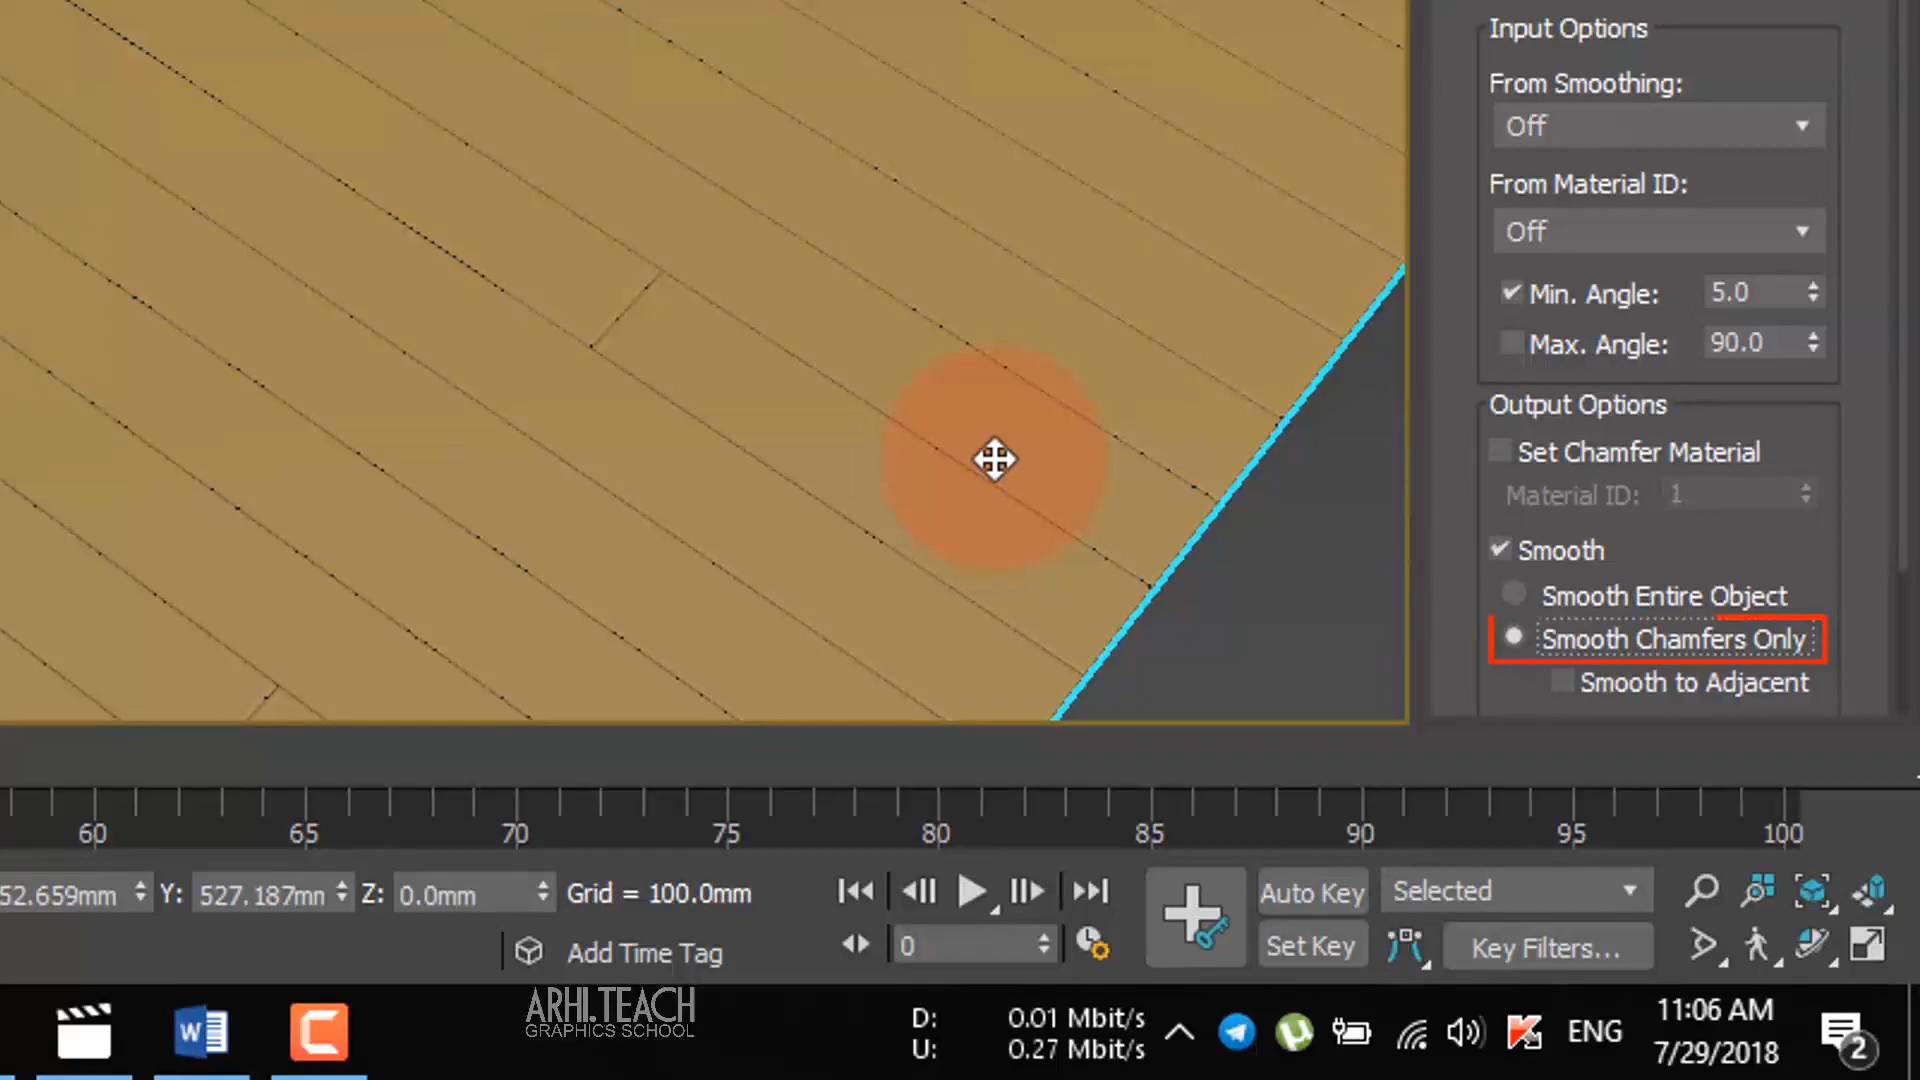 Input Options
From Smoothing:
Off
From Material ID:
Off
Min. Angle: 5.0
Max. Angle: 90.0
Output Options
Set Chamfer Material
Material ID: 1
Smooth
Smooth Entire Object
Smooth Chamfers Only
Smooth to Adjacent
60 65 70 75 80 85 90 95 100
52.659mm Y: 527.187mm Z: 0.0mm Grid = 100.0mm
Auto Key Selected
Add Time Tag 0 Set Key Key Filters...
ARHI.TEACH
GRAPHICS SCHOOL
D: 0.01 Mbit/s
U: 0.27 Mbit/s
ENG
11:06 AM
7/29/2018
2